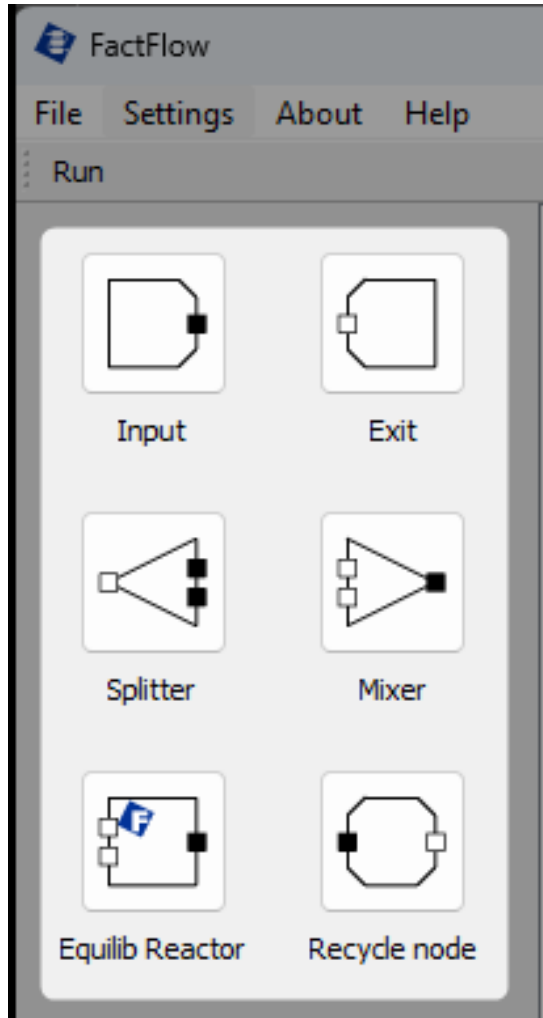 FactFlow
File Settings About Help
Run
Input Exit
Splitter Mixer
F
Equilib Reactor Recycle node